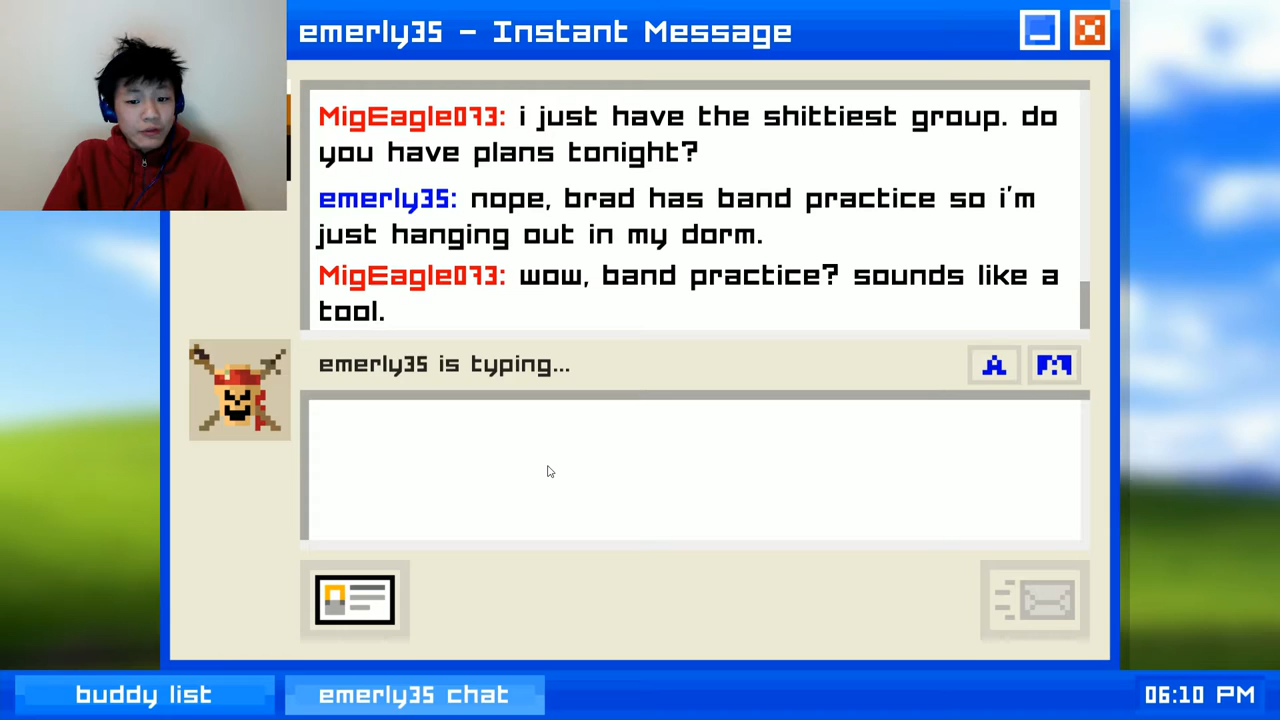 emerly35 - Instant Message
MigEagle073: i just have the shittiest group. do
you have plans tonight?
emerly35: nope, brad has band practice so i'm
just hanging out in my dorm.
MigEagle073: wow, band practice? sounds like a
tool.
emerly35 is typing...
A
buddy list
emerly35 chat
06:10 PM